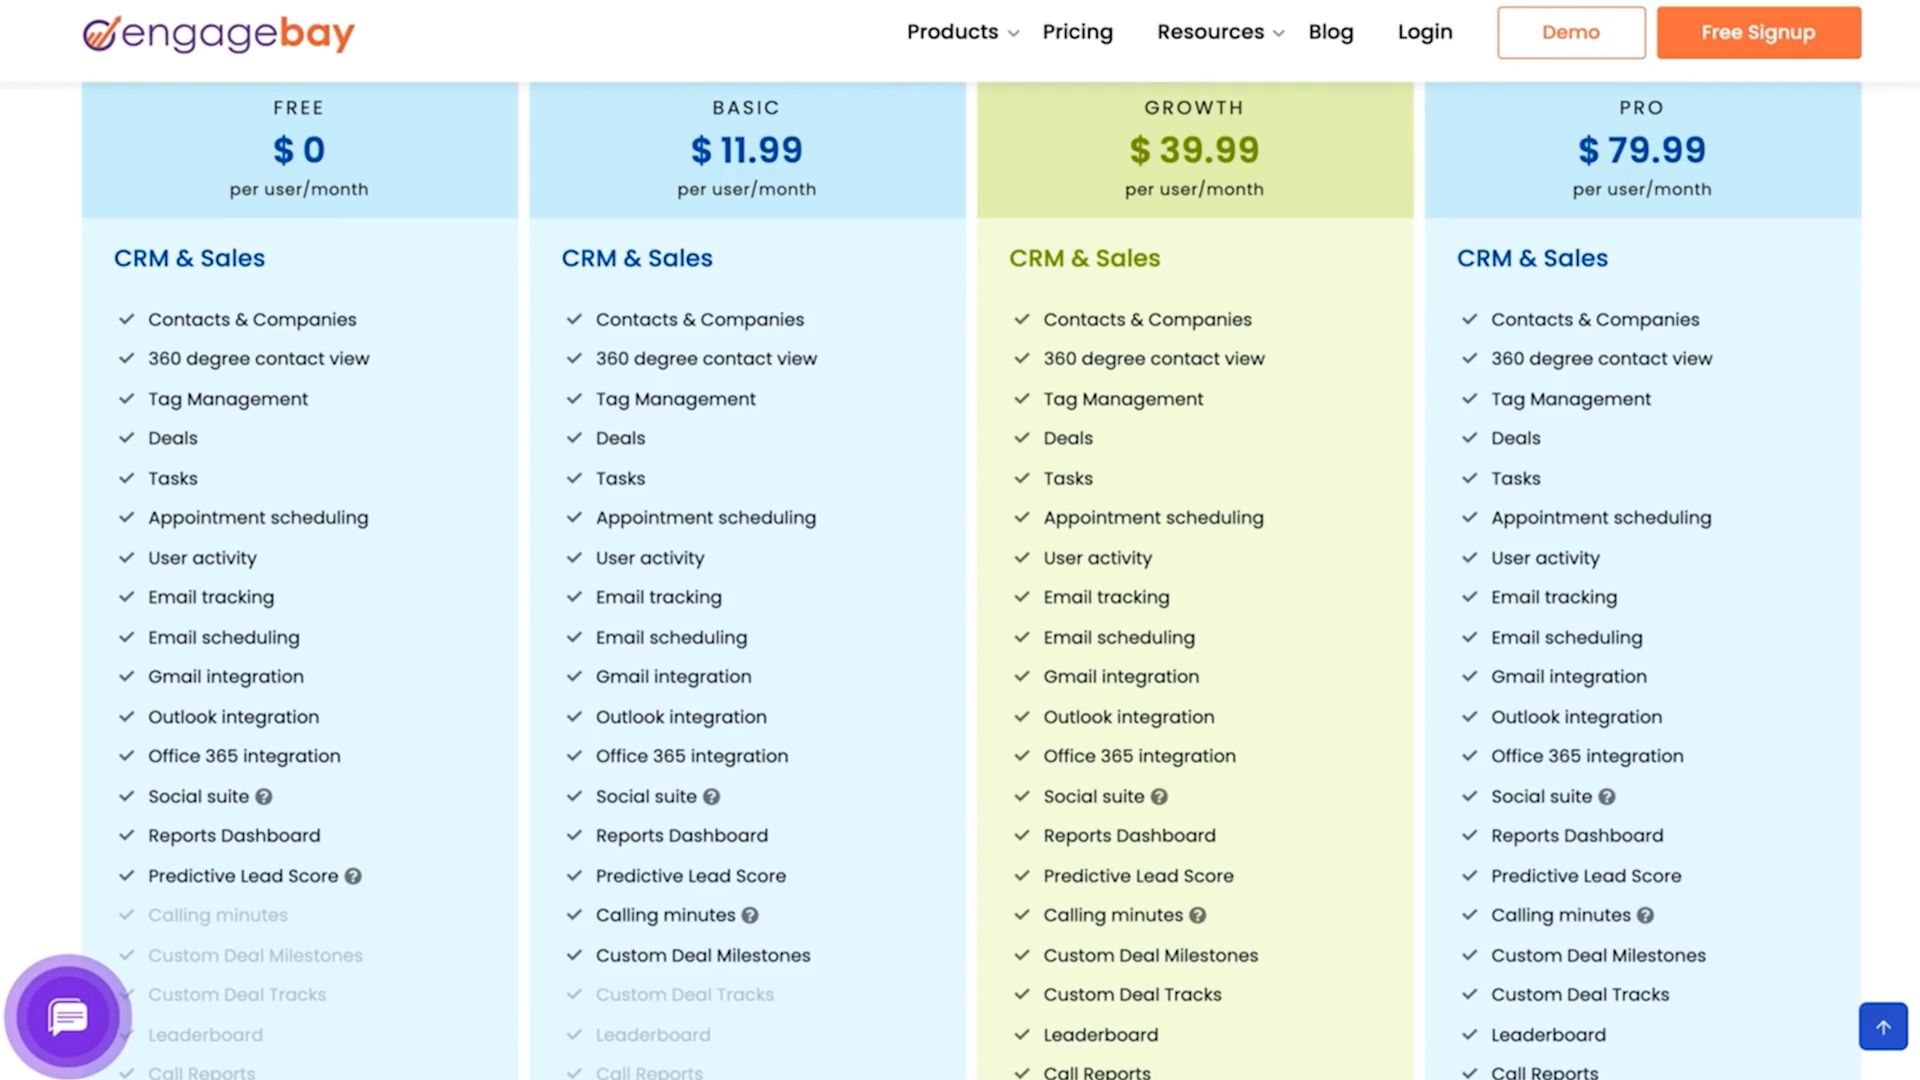 engagebay
Products
Pricing
Resources
Blog
Login
Demo
Free Signup
FREE
$ 0
per user/month
CRM & Sales
Contacts & Companies
360 degree contact view
Tag Management
Deals
Tasks
Appointment scheduling
User activity
Email tracking
Email scheduling
Gmail integration
Outlook integration
Office 365 integration
Social suite
Reports Dashboard
Predictive Lead Score
Calling minutes
Custom Deal Milestones
Custom Deal Tracks
Leaderboard
Call Reports
BASIC
$ 11.99
per user/month
CRM & Sales
Contacts & Companies
360 degree contact view
Tag Management
Deals
Tasks
Appointment scheduling
User activity
Email tracking
Email scheduling
Gmail integration
Outlook integration
Office 365 integration
Social suite
Reports Dashboard
Predictive Lead Score
Calling minutes
Custom Deal Milestones
Custom Deal Tracks
Leaderboard
Call Reports
GROWTH
$ 39.99
per user/month
CRM & Sales
Contacts & Companies
360 degree contact view
Tag Management
Deals
Tasks
Appointment scheduling
User activity
Email tracking
Email scheduling
Gmail integration
Outlook integration
Office 365 integration
Social suite
Reports Dashboard
Predictive Lead Score
Calling minutes
Custom Deal Milestones
Custom Deal Tracks
Leaderboard
Call Reports
PRO
$ 79.99
per user/month
CRM & Sales
Contacts & Companies
360 degree contact view
Tag Management
Deals
Tasks
Appointment scheduling
User activity
Email tracking
Email scheduling
Gmail integration
Outlook integration
Office 365 integration
Social suite
Reports Dashboard
Predictive Lead Score
Calling minutes
Custom Deal Milestones
Custom Deal Tracks
Leaderboard
Call Reports